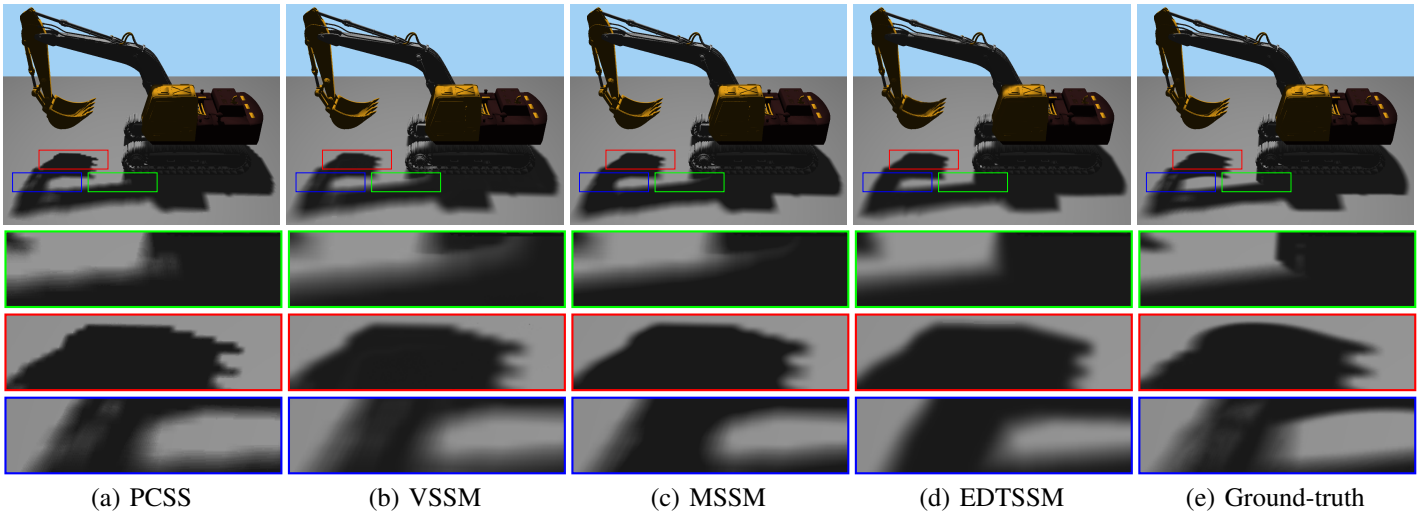 (a) PCSS
(b) VSSM
(c) MSSM
(d) EDTSSM
(e) Ground-truth